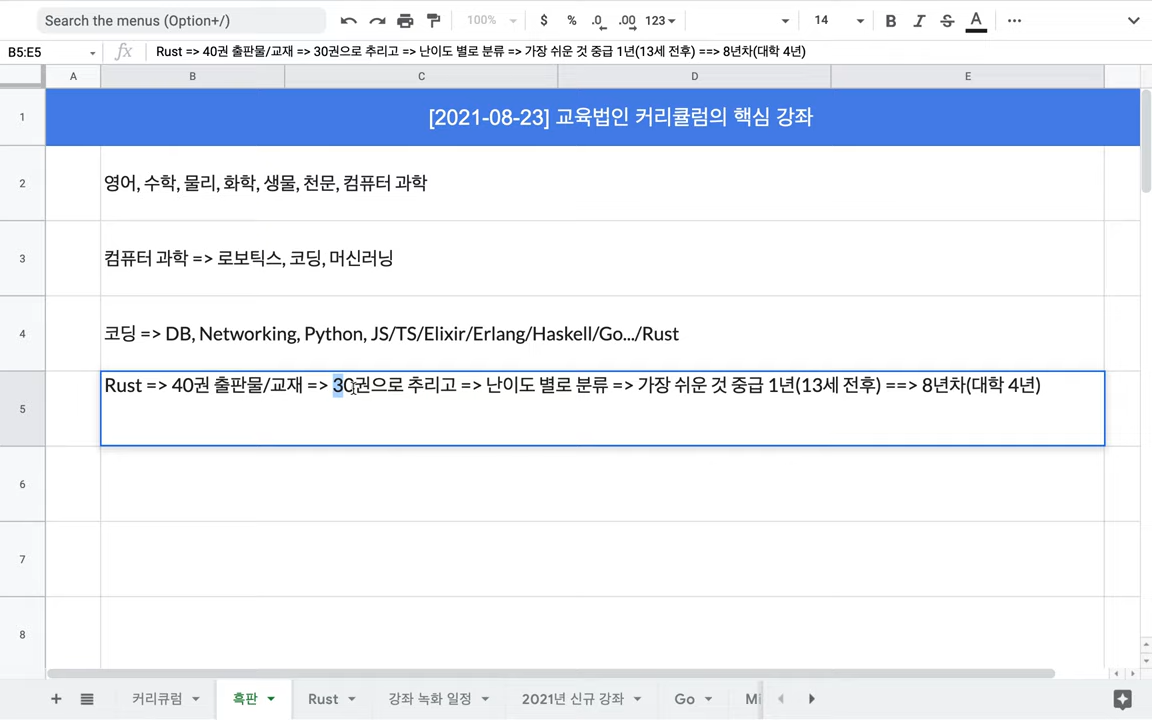 Search the menus (Option+/)
100%
$ % .0 .00 123
14
B I S A
B5:E5
fx
Rust => 40권 출판물/교재 => 30권으로 추리고 => 난이도 별로 분류 => 가장 쉬운 것 중급 1년(13세 전후) ==> 8년차(대학 4년)
A B C D E
1
[2021-08-23] 교육법인 커리큘럼의 핵심 강좌
2
영어, 수학, 물리, 화학, 생물, 천문, 컴퓨터 과학
3
컴퓨터 과학 => 로보틱스, 코딩, 머신러닝
4
코딩 => DB, Networking, Python, JS/TS/Elixir/Erlang/Haskell/Go.../Rust
5
Rust => 40권 출판물/교재 => 30권으로 추리고 => 난이도 별로 분류 => 가장 쉬운 것 중급 1년(13세 전후) ==> 8년차(대학 4년)
6
7
8
커리큐럼 흑판 Rust 강좌 녹화 일정 2021년 신규 강좌 Go Mi